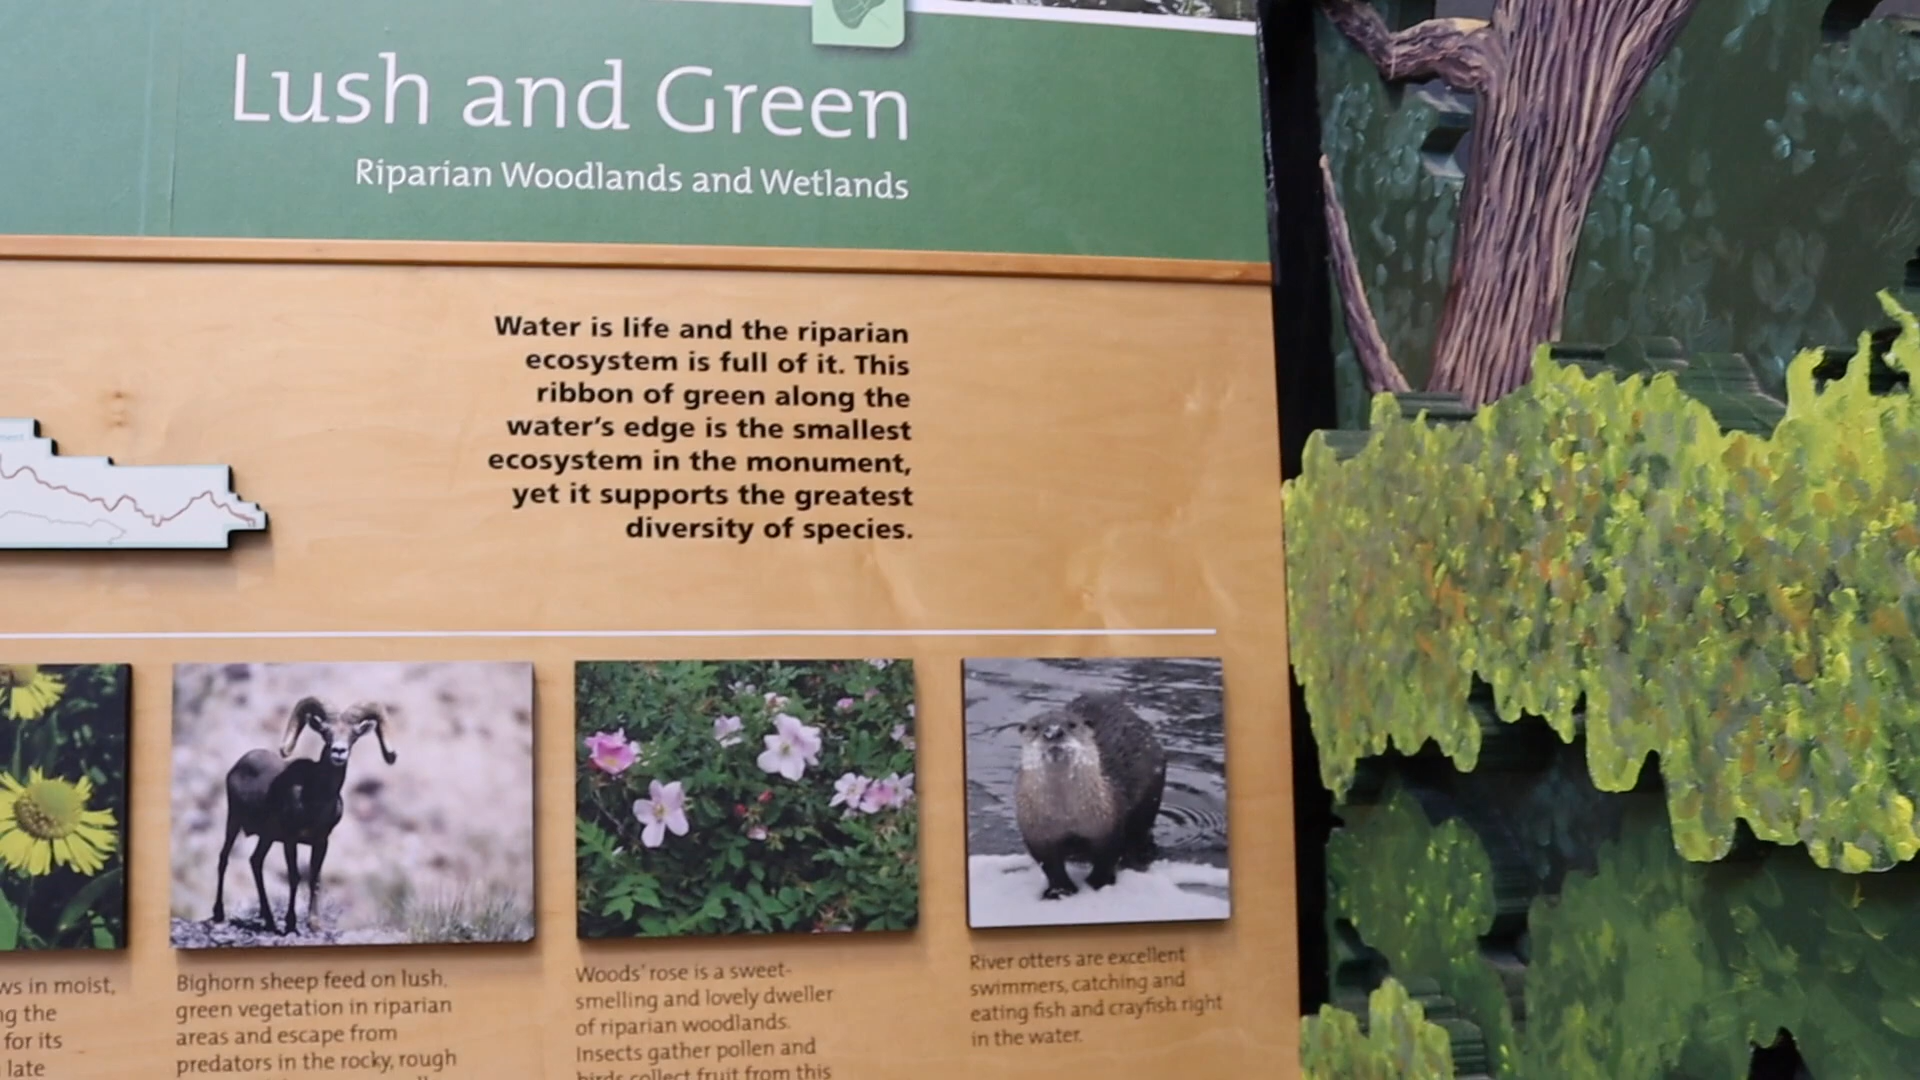 Lush and Green
Riparian Woodlands and Wetlands
Water is life and the riparian
ecosystem is full of it. This
ribbon of green along the
water's edge is the smallest
ecosystem in the monument,
yet it supports the greatest
diversity of species.
ws in moist,
ng the
for its
late
Bighorn sheep feed on lush,
green vegetation in riparian
areas and escape from
predators in the rocky, rough
Woods' rose is a sweet-
smelling and lovely dweller
of riparian woodlands.
Insects gather pollen and
birds collect fruit from this
River otters are excellent
swimmers, catching and
eating fish and crayfish right
in the water.